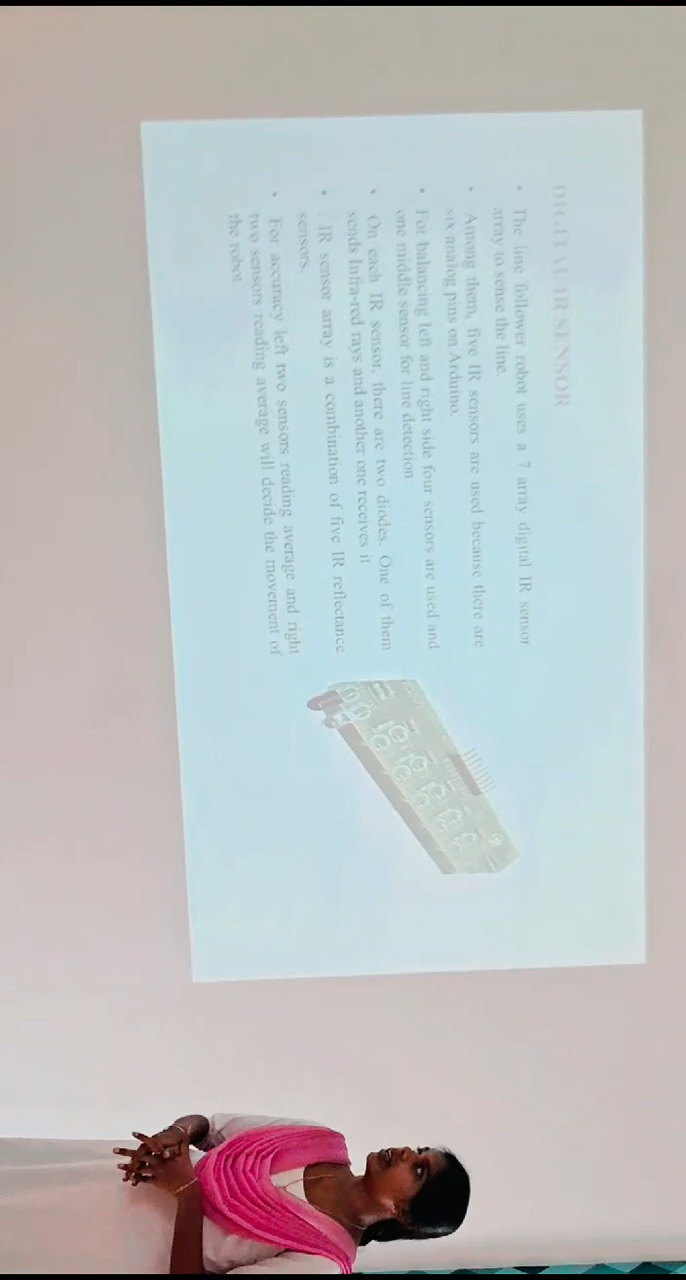 DIGITAL IR SENSOR
• The line follower robot uses a 7 array digital IR sensor
array to sense the line.
• Among them, five IR sensors are used because there are
six analog pins on Arduino.
• For balancing left and right side four sensors are used and
one middle sensor for line detection.
• On each IR sensor, there are two diodes. One of them
sends Infra-red rays and another one receives it
• IR sensor array is a combination of five IR reflectance
sensors.
• For accuracy left two sensors reading average and right
two sensors reading average will decide the movement of
the robot.